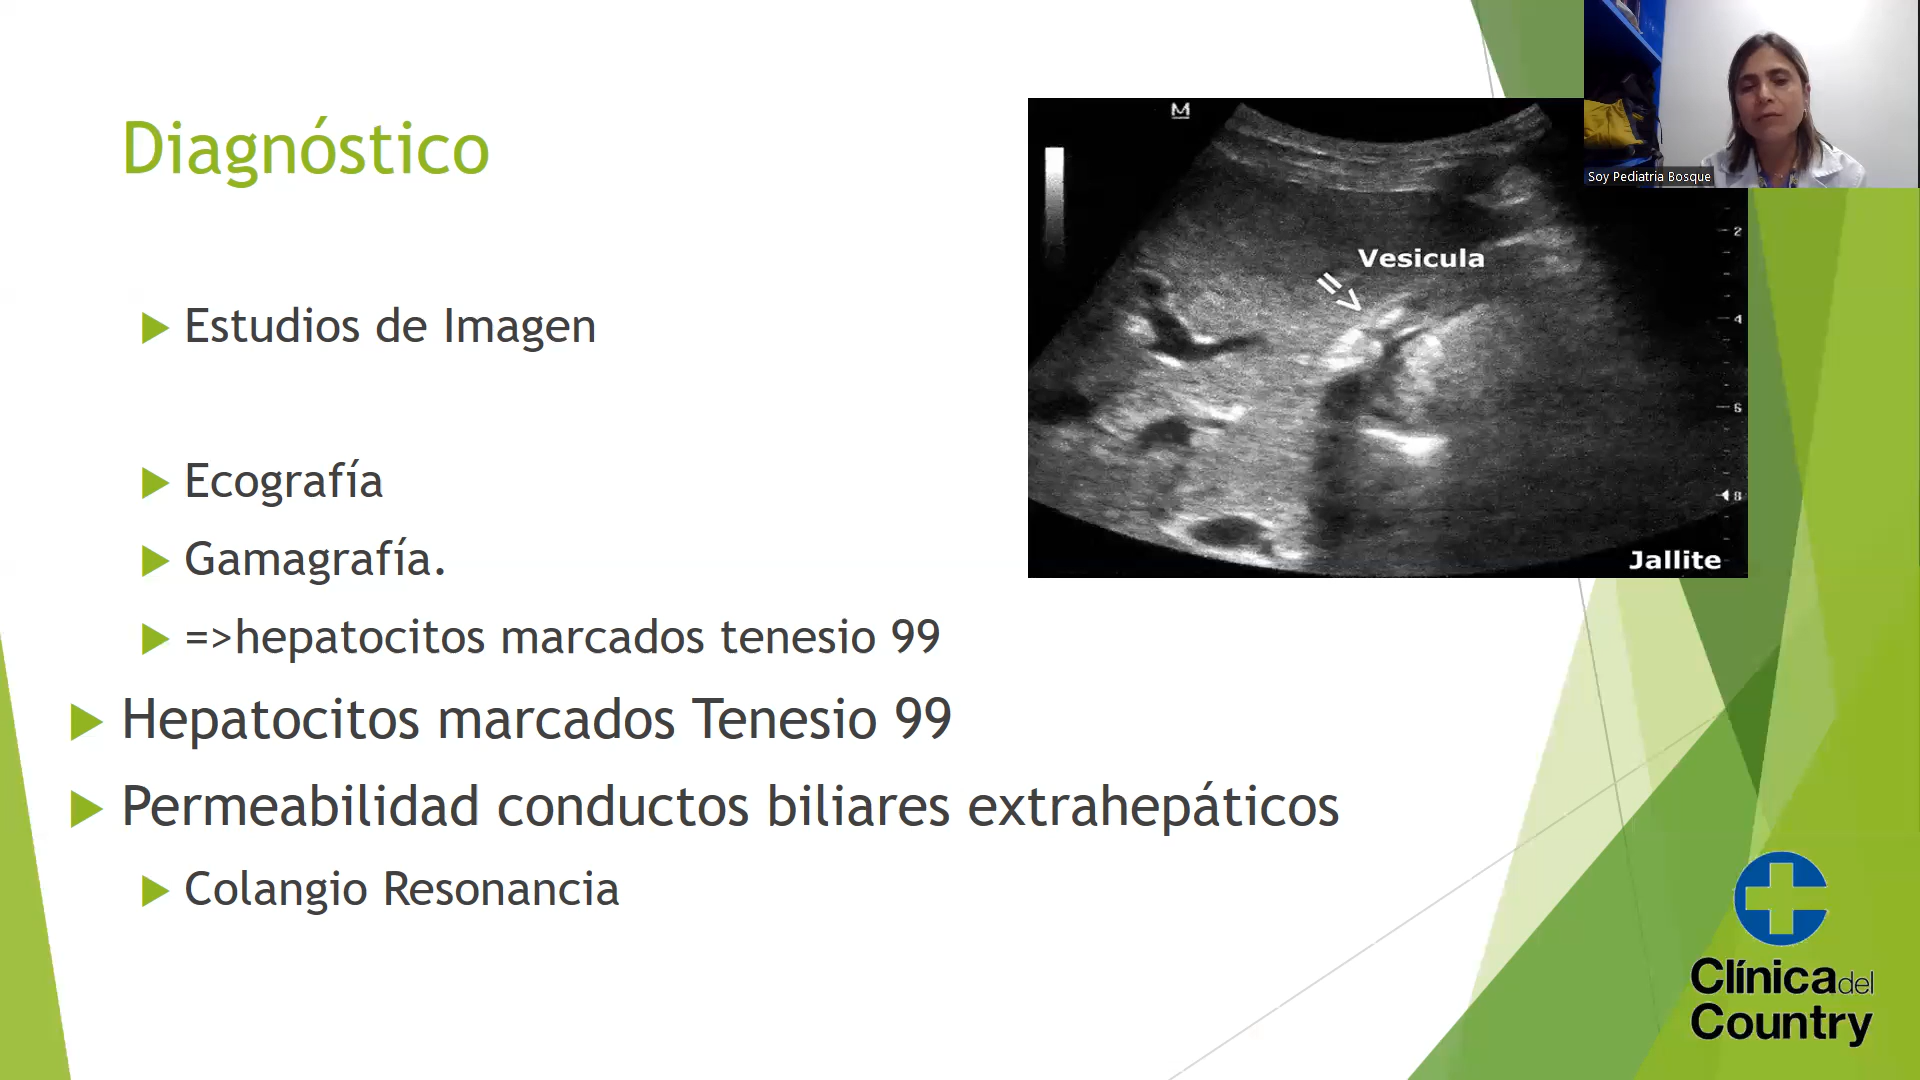 Diagnóstico
Estudios de Imagen
Ecografía
Gamagrafía.
=>hepatocitos marcados tenesio 99
Hepatocitos marcados Tenesio 99
Permeabilidad conductos biliares extrahepáticos
Colangio Resonancia
M
Vesicula
2
4
6
8
Jallite
Soy Pediatria Bosque
Clínica del
Country